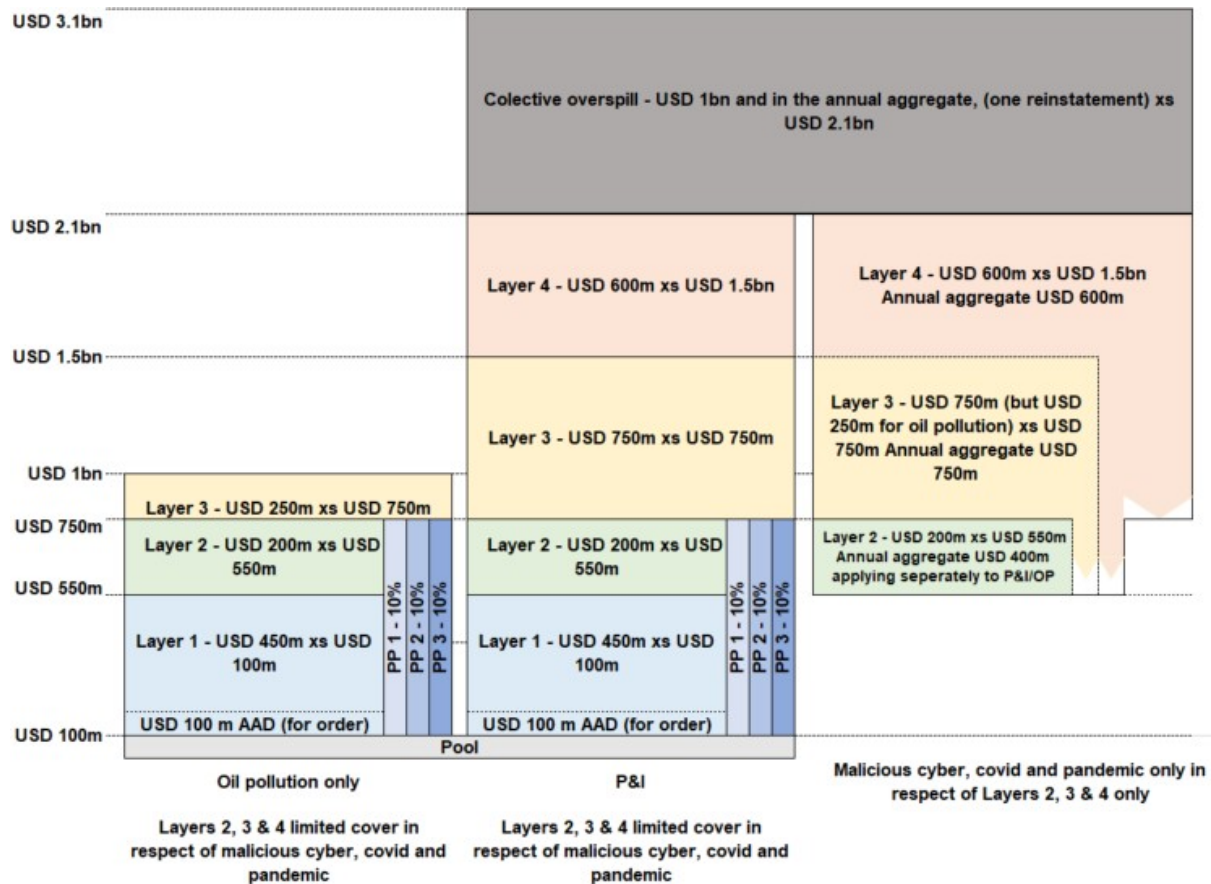 USD 3.1bn
Colective overspill - USD 1bn and in the annual aggregate, (one reinstatement) xs
USD 2.1bn
USD 2.1bn
Layer 4 - USD 600m xs USD 1.5bn
Layer 4 - USD 600m xs USD 1.5bn
Annual aggregate USD 600m
USD 1.5bn
Layer 3 - USD 750m xs USD 750m
Layer 3 - USD 750m (but USD
250m for oil pollution) xs USD
750m Annual aggregate USD
750m
USD 1bn
Layer 3 - USD 250m xs USD 750m
USD 750m
Layer 2 - USD 200m xs USD
550m
PP 1 - 10%
PP 2 - 10%
PP 3 - 10%
Layer 2 - USD 200m xs USD
550m
PP 1 - 10%
PP 2 - 10%
PP 3 - 10%
Layer 2 - USD 200m xs USD 550m
Annual aggregate USD 400m
applying seperately to P&I/OP
USD 550m
Layer 1 - USD 450m xs USD
100m
Layer 1 - USD 450m xs USD
100m
USD 100 m AAD (for order)
USD 100 m AAD (for order)
USD 100m
Pool
Oil pollution only
Layers 2, 3 & 4 limited cover in
respect of malicious cyber, covid and
pandemic
P&I
Layers 2, 3 & 4 limited cover in
respect of malicious cyber, covid and
pandemic
Malicious cyber, covid and pandemic only in
respect of Layers 2, 3 & 4 only